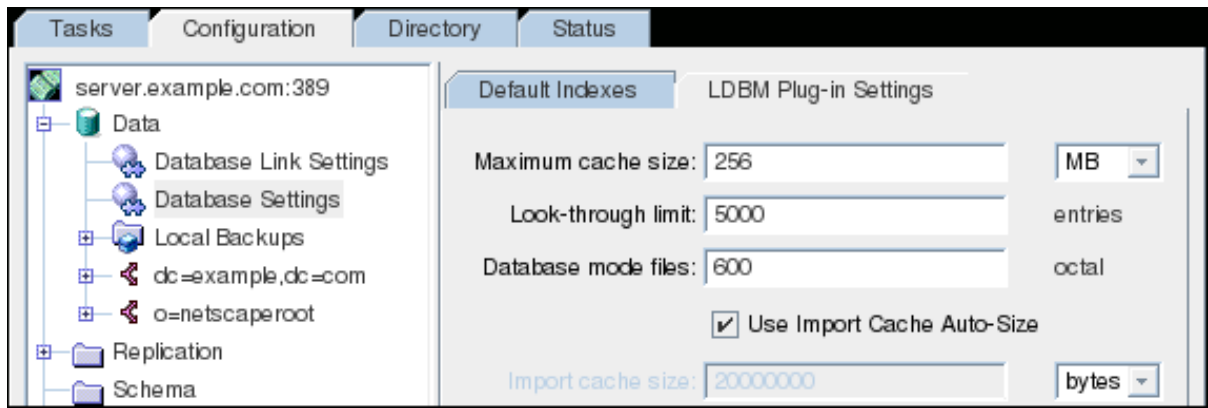 Tasks Configuration Directory Status
server.example.com:389
Data
Database Link Settings
Database Settings
Local Backups
dc=example,dc=com
o=netscaperoot
Replication
Schema
Default Indexes LDBM Plug-in Settings
Maximum cache size: 256 MB
Look-through limit: 5000 entries
Database mode files: 600 octal
Use Import Cache Auto-Size
Import cache size: 20000000 bytes